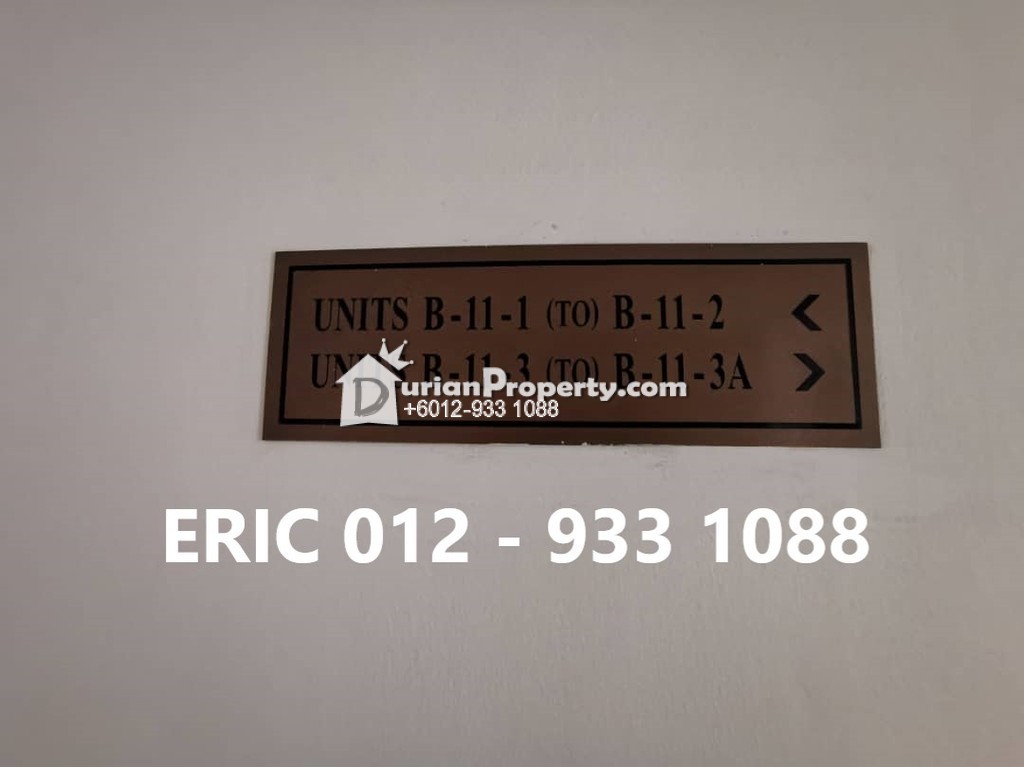 UNITS B-11-1 (TO) B-11-2 <
UNITS B-11-3 (TO) B-11-3A >
DurianProperty.com
+6012-933 1088
ERIC 012 - 933 1088